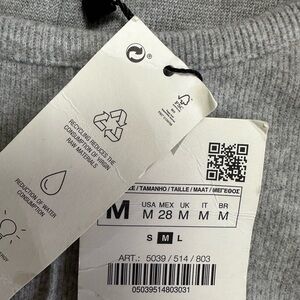 RECYCLING REDUCES THE
CONSUMPTION OF VIRGIN
RAW MATERIALS
REDUCTION OF WATER
CONSUMPTION
FSC
/ TAMANHO / TAILLE / MAAT / ΜΕΓΕΘΟΣ
M
USA MEX UK IT BR
M 28 M M M
S M L
ART.: 5039 / 514 / 803
05039514803031